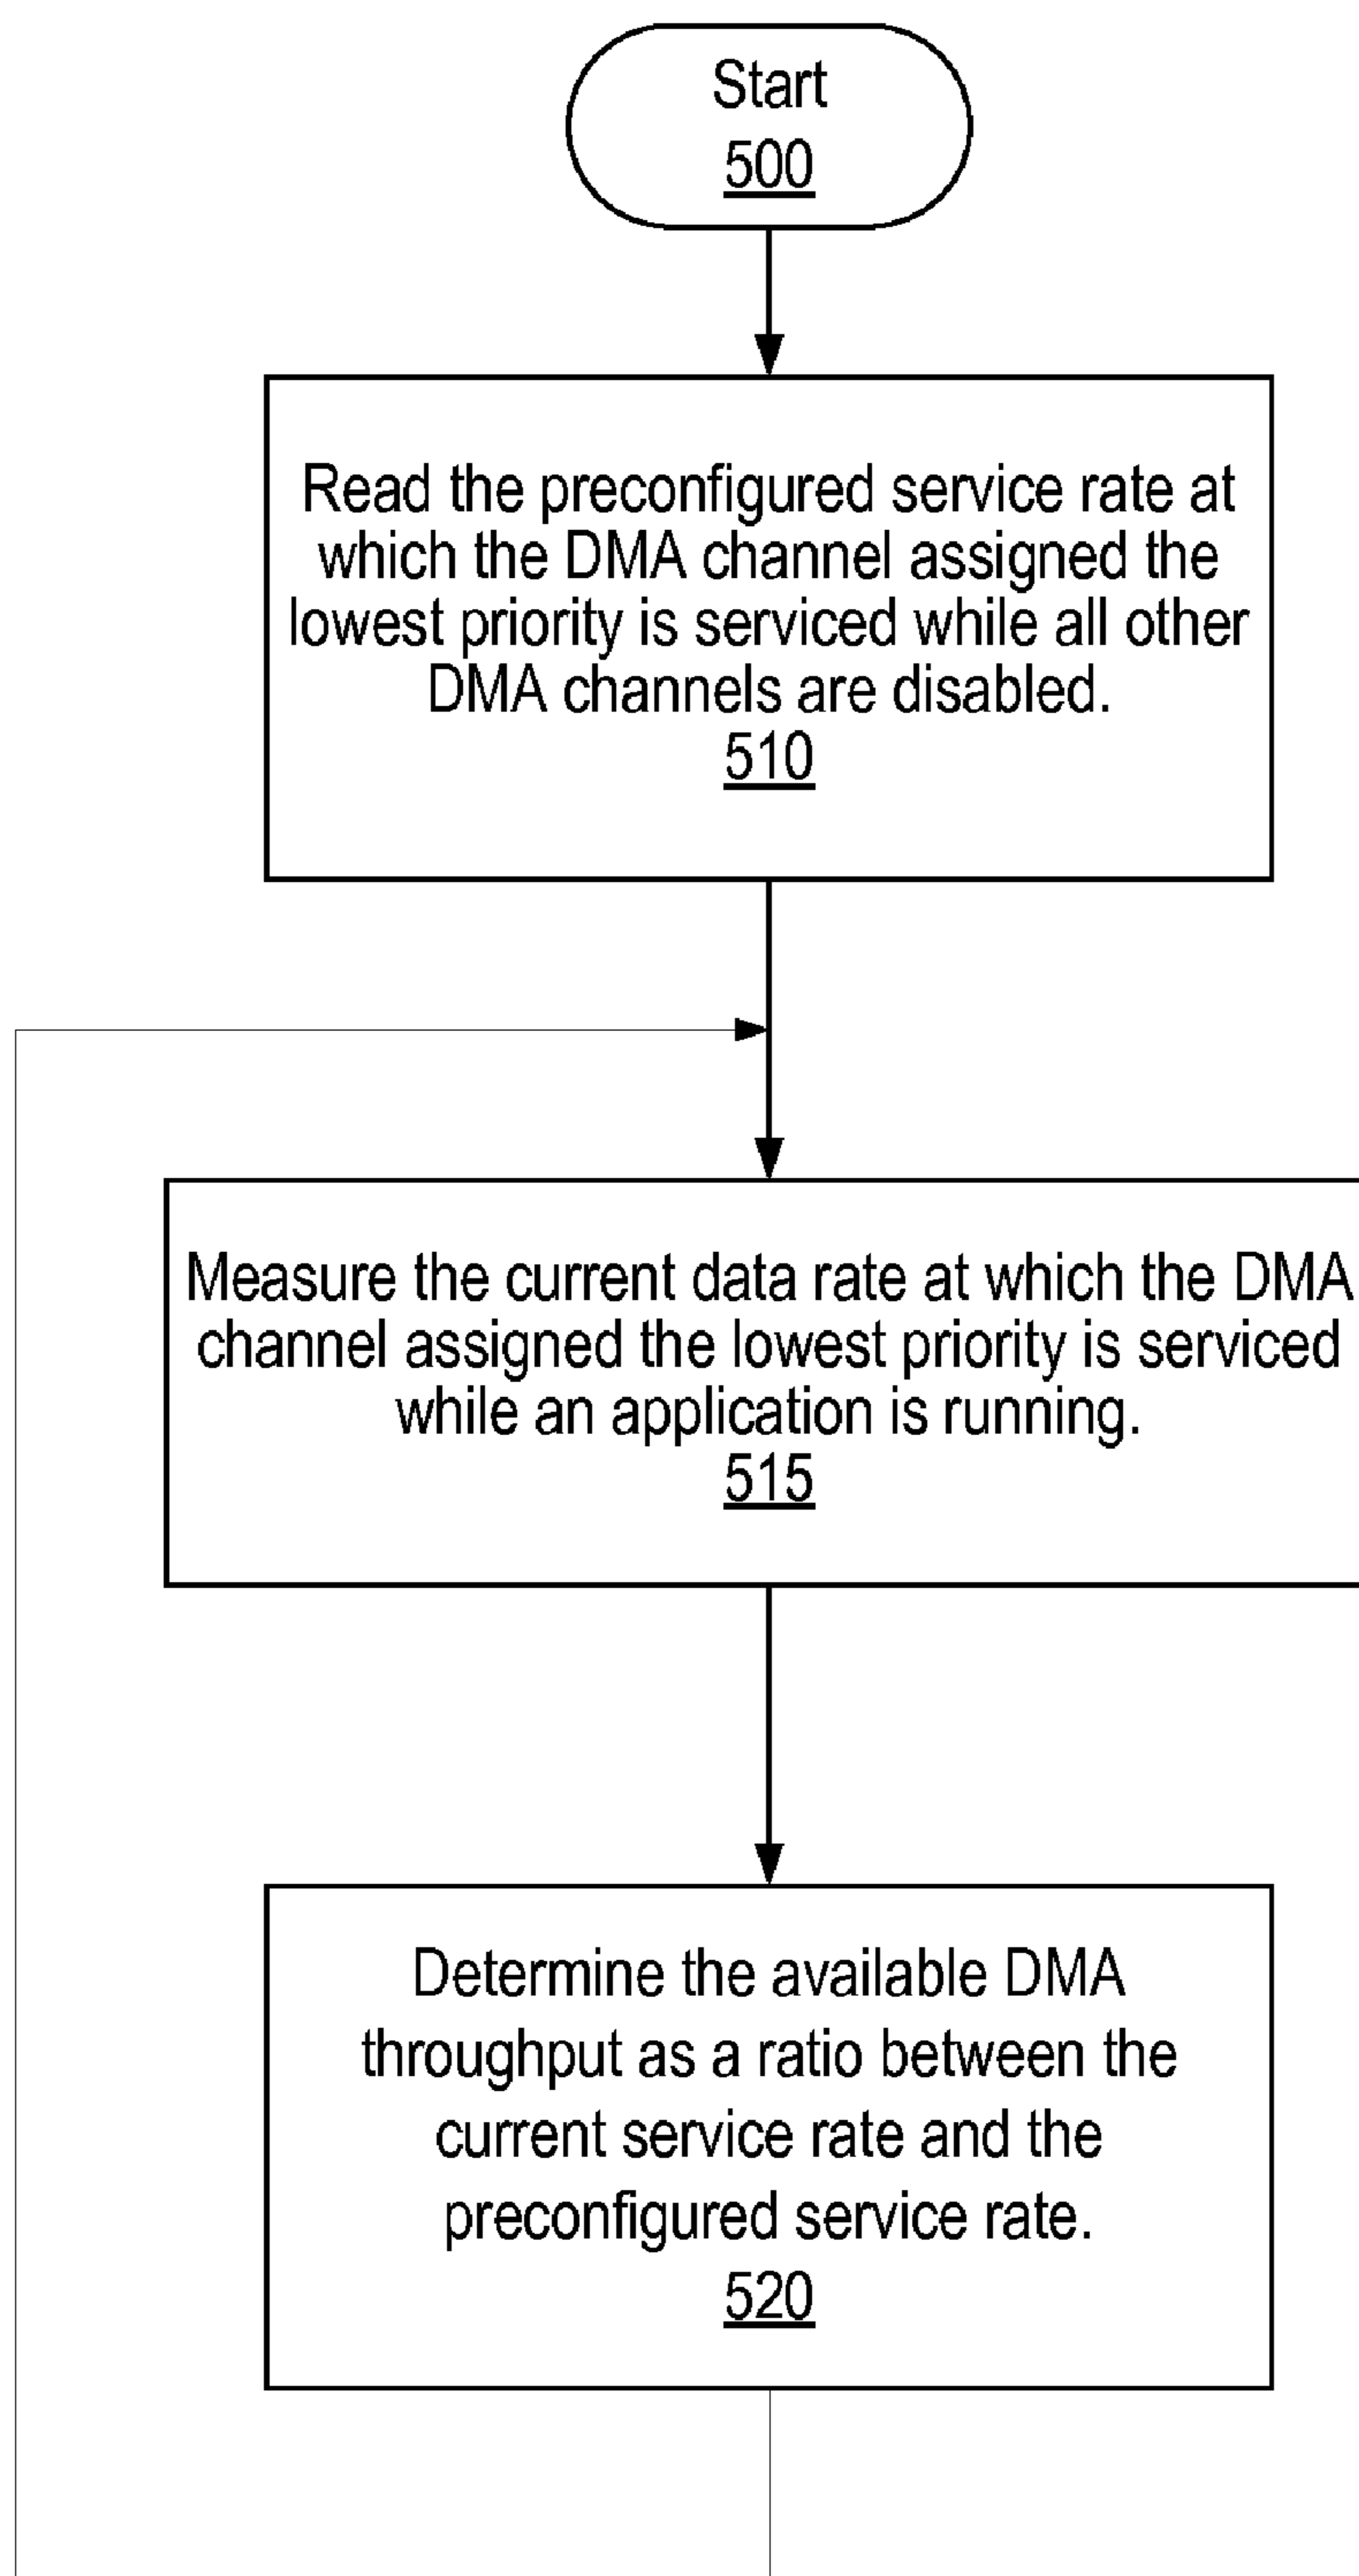 Start
500
Read the preconfigured service rate at
which the DMA channel assigned the
lowest priority is serviced while all other
DMA channels are disabled.
510
Measure the current data rate at which the DMA
channel assigned the lowest priority is serviced
while an application is running.
515
Determine the available DMA
throughput as a ratio between the
current service rate and the
preconfigured service rate.
520